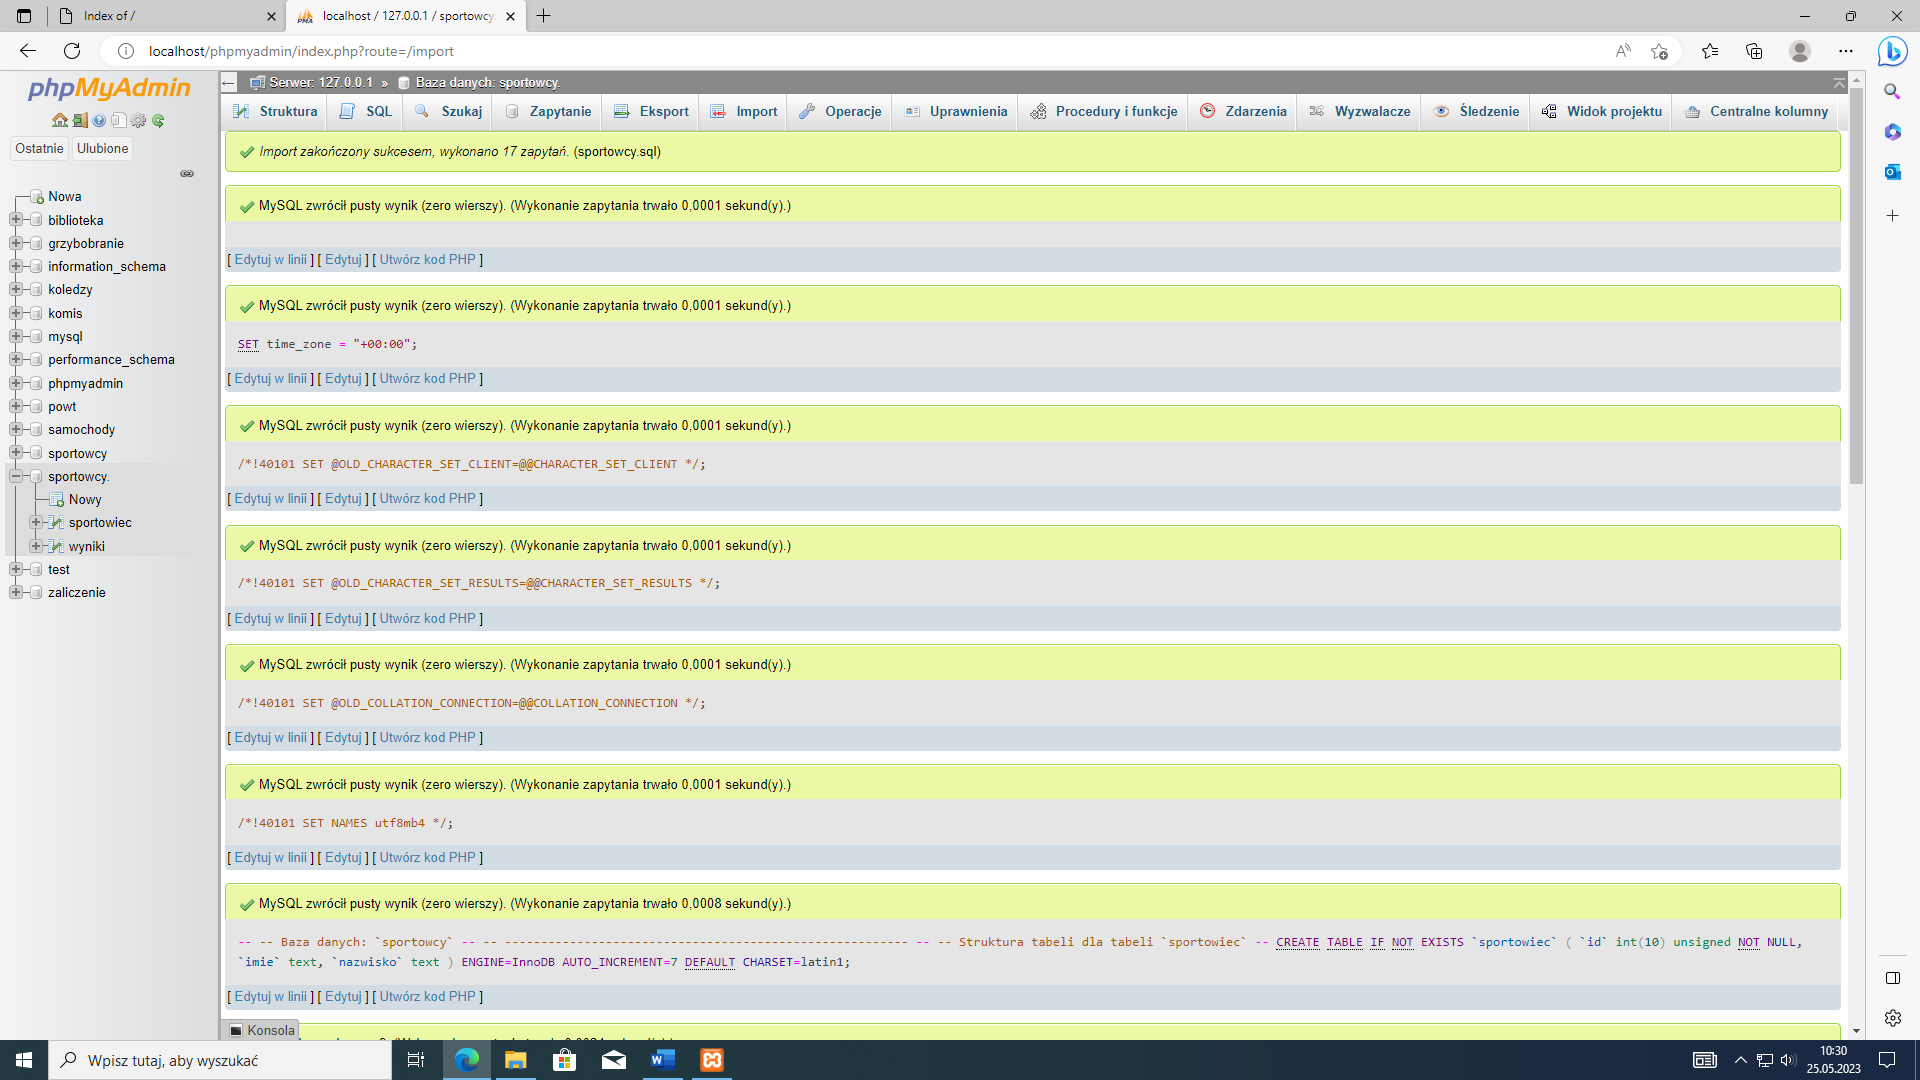 Index of /
localhost / 127.0.0.1 / sportowcy.
localhost/phpmyadmin/index.php?route=/import
phpMyAdmin
Ostatnie
Ulubione
Nowa
biblioteka
grzybobranie
information_schema
koledzy
komis
mysql
performance_schema
phpmyadmin
powt
samochody
sportowcy
sportowcy.
Nowy
sportowiec
wyniki
test
zaliczenie
Serwer: 127.0.0.1 » Baza danych: sportowcy.
Struktura SQL Szukaj Zapytanie Eksport Import Operacje Uprawnienia Procedury i funkcje Zdarzenia Wyzwalacze Śledzenie Widok projektu Centralne kolumny
Import zakończony sukcesem, wykonano 17 zapytań. (sportowcy.sql)
MySQL zwrócił pusty wynik (zero wierszy). (Wykonanie zapytania trwało 0,0001 sekund(y).)
[ Edytuj w linii ] [ Edytuj ] [ Utwórz kod PHP ]
MySQL zwrócił pusty wynik (zero wierszy). (Wykonanie zapytania trwało 0,0001 sekund(y).)
SET time_zone = "+00:00";
[ Edytuj w linii ] [ Edytuj ] [ Utwórz kod PHP ]
MySQL zwrócił pusty wynik (zero wierszy). (Wykonanie zapytania trwało 0,0001 sekund(y).)
/*!40101 SET @OLD_CHARACTER_SET_CLIENT=@@CHARACTER_SET_CLIENT */;
[ Edytuj w linii ] [ Edytuj ] [ Utwórz kod PHP ]
MySQL zwrócił pusty wynik (zero wierszy). (Wykonanie zapytania trwało 0,0001 sekund(y).)
/*!40101 SET @OLD_CHARACTER_SET_RESULTS=@@CHARACTER_SET_RESULTS */;
[ Edytuj w linii ] [ Edytuj ] [ Utwórz kod PHP ]
MySQL zwrócił pusty wynik (zero wierszy). (Wykonanie zapytania trwało 0,0001 sekund(y).)
/*!40101 SET @OLD_COLLATION_CONNECTION=@@COLLATION_CONNECTION */;
[ Edytuj w linii ] [ Edytuj ] [ Utwórz kod PHP ]
MySQL zwrócił pusty wynik (zero wierszy). (Wykonanie zapytania trwało 0,0001 sekund(y).)
/*!40101 SET NAMES utf8mb4 */;
[ Edytuj w linii ] [ Edytuj ] [ Utwórz kod PHP ]
MySQL zwrócił pusty wynik (zero wierszy). (Wykonanie zapytania trwało 0,0008 sekund(y).)
-- -- Baza danych: `sportowcy` -- -- -------------------------------------------------------- -- -- Struktura tabeli dla tabeli `sportowiec` -- CREATE TABLE IF NOT EXISTS `sportowiec` ( `id` int(10) unsigned NOT NULL,
`imie` text, `nazwisko` text ) ENGINE=InnoDB AUTO_INCREMENT=7 DEFAULT CHARSET=latin1;
[ Edytuj w linii ] [ Edytuj ] [ Utwórz kod PHP ]
Konsola
Wpisz tutaj, aby wyszukać
10:30
25.05.2023